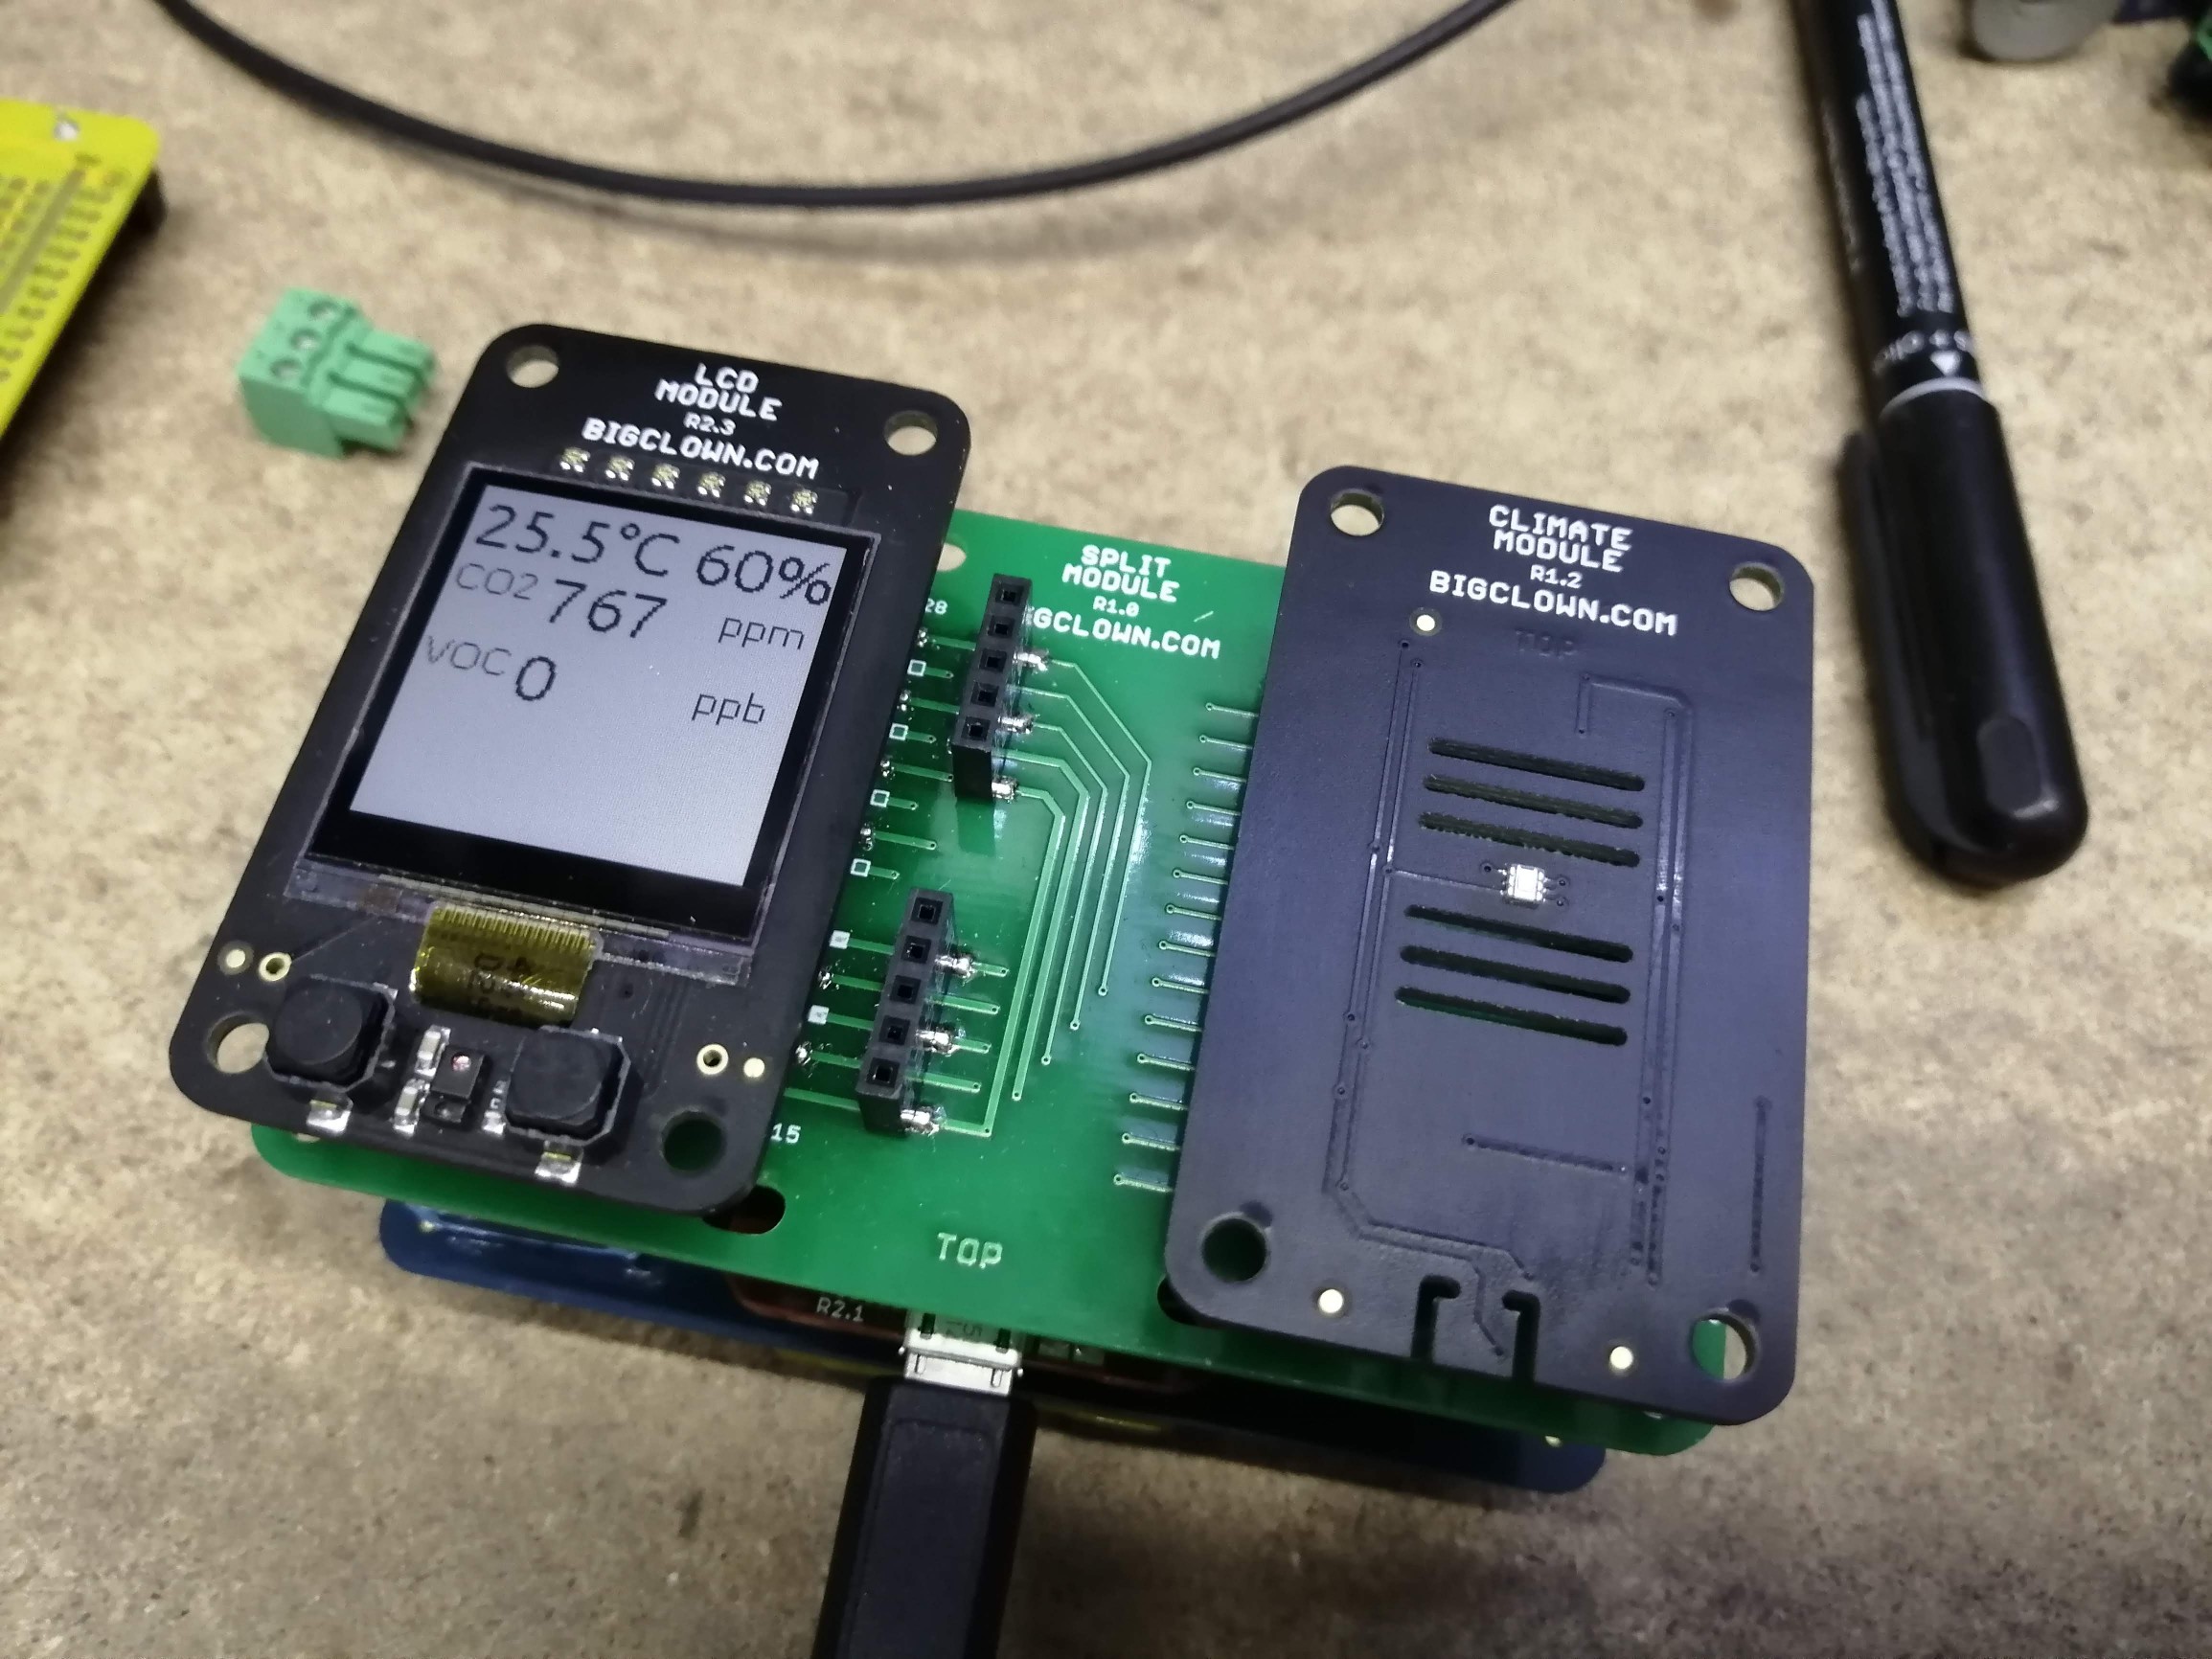 LCD
MODULE
R2.3
BIGCLOWN.COM
25.5°C 60%
CO2 767 ppm
VOC 0 ppb
SPLIT
MODULE
R1.0
GCLOWN.COM
28
15
TOP
R2.1
CLIMATE
MODULE
R1.2
BIGCLOWN.COM
TOP